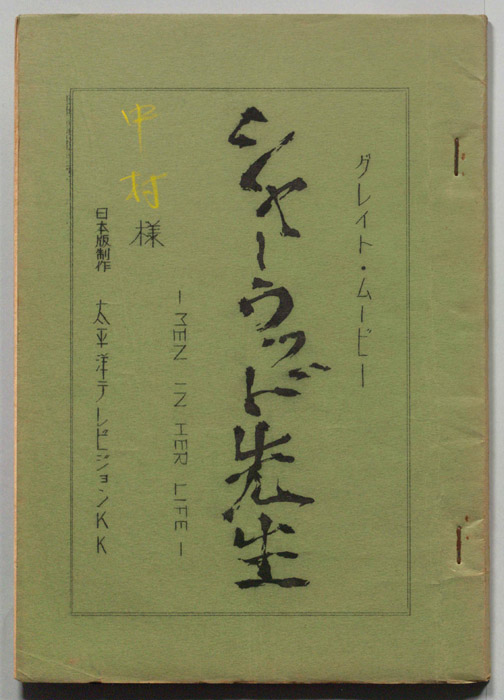 グレイト・ムービー
シャーウッド先生
―MEN IN HER LIFE―
中村様
日本版制作 太平洋テレビジョンKK